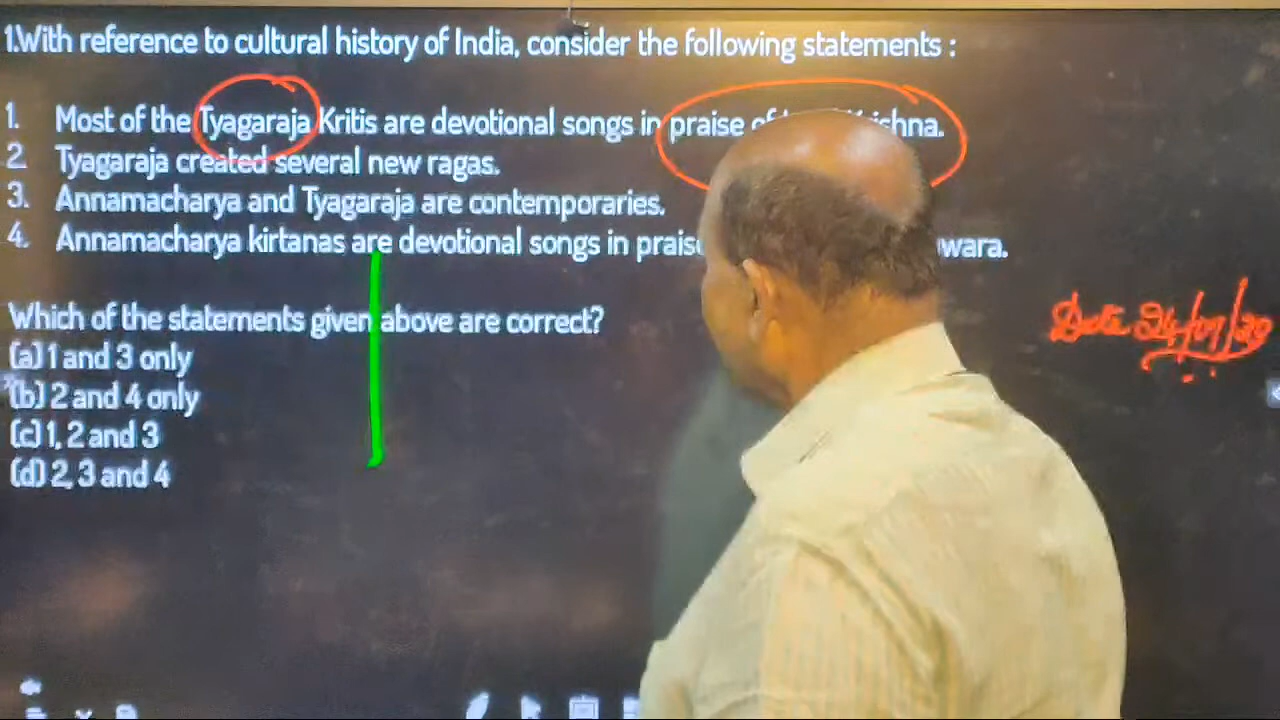 1.With reference to cultural history of India, consider the following statements :
1. Most of the Tyagaraja Kritis are devotional songs in praise of Krishna.
2. Tyagaraja created several new ragas.
3. Annamacharya and Tyagaraja are contemporaries.
4. Annamacharya kirtanas are devotional songs in
Which of the statements given above are correct?
(a) 1 and 3 only
(b) 2 and 4 only
(c) 1, 2 and 3
(d) 2, 3 and 4
Date